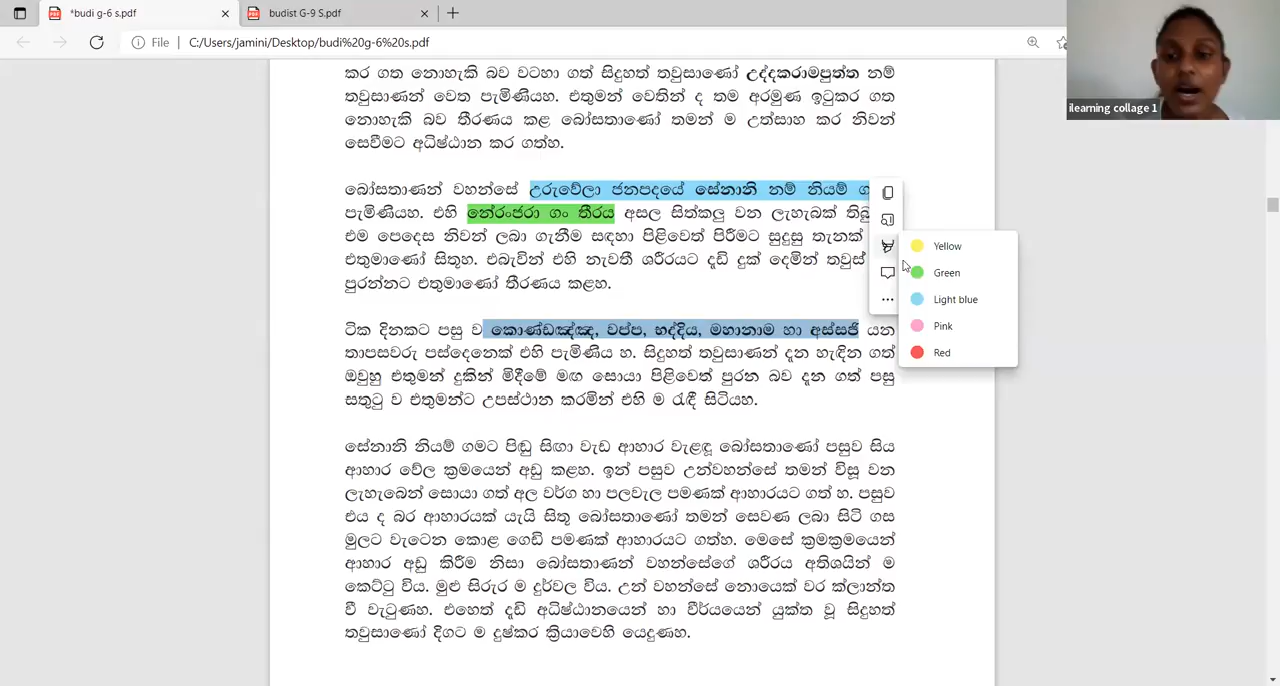 *budi g-6 s.pdf
budist G-9 S.pdf
File
C:/Users/jamini/Desktop/budi%20g-6%20s.pdf
ilearning collage 1
කර ගත නොහැකි බව වටහා ගත් සිදුහත් තවුසාණෝ උද්දකරාමපුත්ත නම්
තවුසාණන් වෙත පැමිණියහ. එතුමන් වෙතින් ද තම අරමුණ ඉටුකර ගත
නොහැකි බව තීරණය කළ බෝසතාණෝ තමන් ම උත්සාහ කර නිවන්
සෙවීමට අධිෂ්ඨාන කර ගත්හ.
බෝසතාණන් වහන්සේ උරුවේලා ජනපදයේ සේනානි නම් නියම්
පැමිණියහ. එහි නේරංජරා ගං තීරය අසල සිත්කලු වන ලැහැබක්
එම පෙදෙස නිවන් ලබා ගැනීම සඳහා පිළිවෙත් පිරීමට සුදුසු තැනක්
එතුමාණෝ සිතූහ. එබැවින් එහි නැවතී ශරීරයට දැඩි දුක් දෙමින් තවුස්
පුරන්නට එතුමාණෝ තීරණය කළහ.
ටික දිනකට පසු ව කොණ්ඩඤ්ඤ, වප්ප, භද්දිය, මහානාම හා අස්සජි යන
තාපසවරු පස්දෙනෙක් එහි පැමිණිය හ. සිදුහත් තවුසාණන් දැන හැඳින ගත්
ඔවුහු එතුමන් දුකින් මිදීමේ මඟ සොයා පිළිවෙත් පුරන බව දැන ගත් පසු
සතුටු ව එතුමන්ට උපස්ථාන කරමින් එහි ම රැඳී සිටියහ.
සේනානි නියම් ගමට පිඬු සිඟා වැඩ ආහාර වැළඳූ බෝසතාණෝ පසුව සිය
ආහාර වේල ක්‍රමයෙන් අඩු කළහ. ඉන් පසුව උන්වහන්සේ තමන් විසූ වන
ලැහැබෙන් සොයා ගත් අල වර්ග හා පලවැල පමණක් ආහාරයට ගත් හ. පසුව
එය ද බර ආහාරයක් යැයි සිතූ බෝසතාණෝ තමන් සෙවණ ලබා සිටි ගස
මුලට වැටෙන කොළ ගෙඩි පමණක් ආහාරයට ගත්හ. මෙසේ ක්‍රමක්‍රමයෙන්
ආහාර අඩු කිරීම නිසා බෝසතාණන් වහන්සේගේ ශරීරය අතිශයින් ම
කෙට්ටු විය. මුළු සිරුර ම දුර්වල විය. උන් වහන්සේ නොයෙක් වර ක්ලාන්ත
වී වැටුණහ. එහෙත් දැඩි අධිෂ්ඨානයෙන් හා වීර්යයෙන් යුක්ත වූ සිදුහත්
තවුසාණෝ දිගට ම දුෂ්කර ක්‍රියාවෙහි යෙදුණහ.
Yellow
Green
Light blue
Pink
Red